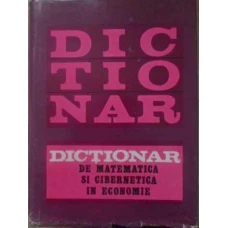 DIC
TIO
NAR
DICTIONAR
DE MATEMATICA
SI CIBERNETICA
IN ECONOMIE